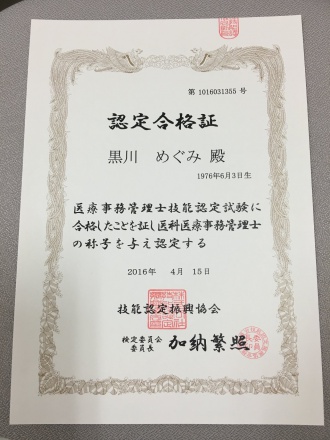 第 1016031355 号
認定合格証
黒川　めぐみ 殿
1976年6月3日生
医療事務管理士技能認定試験に
合格したことを証し医科医療事務管理士
の称号を与え認定する
2016年　4月　15日
技能認定振興協会
検定委員会
委員長　加納繁照